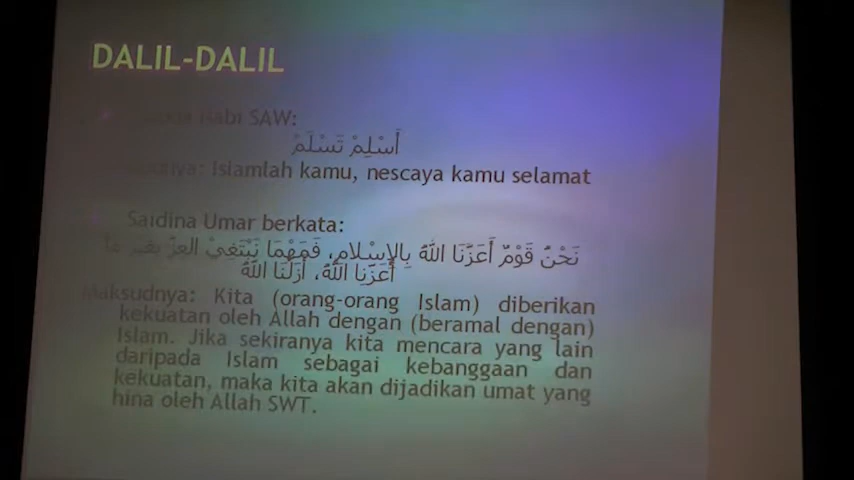 DALIL-DALIL
Nabi SAW:
أَسْلِمْ تَسْلَمْ
Islamlah kamu, nescaya kamu selamat
Saidina Umar berkata:
نَحْنُ قَوْمٌ أَعَزَّنَا اللهُ بِالإِسْلَامِ، فَمَهْمَا نَبْتَغِيْ العِزَّ بِغَيْرِ مَا
أَعَزَّنِا اللهُ، أَزَلَنَا اللهُ
Maksudnya: Kita (orang-orang Islam) diberikan
kekuatan oleh Allah dengan (beramal dengan)
Islam. Jika sekiranya kita mencara yang lain
daripada Islam sebagai kebanggaan dan
kekuatan, maka kita akan dijadikan umat yang
hina oleh Allah SWT.